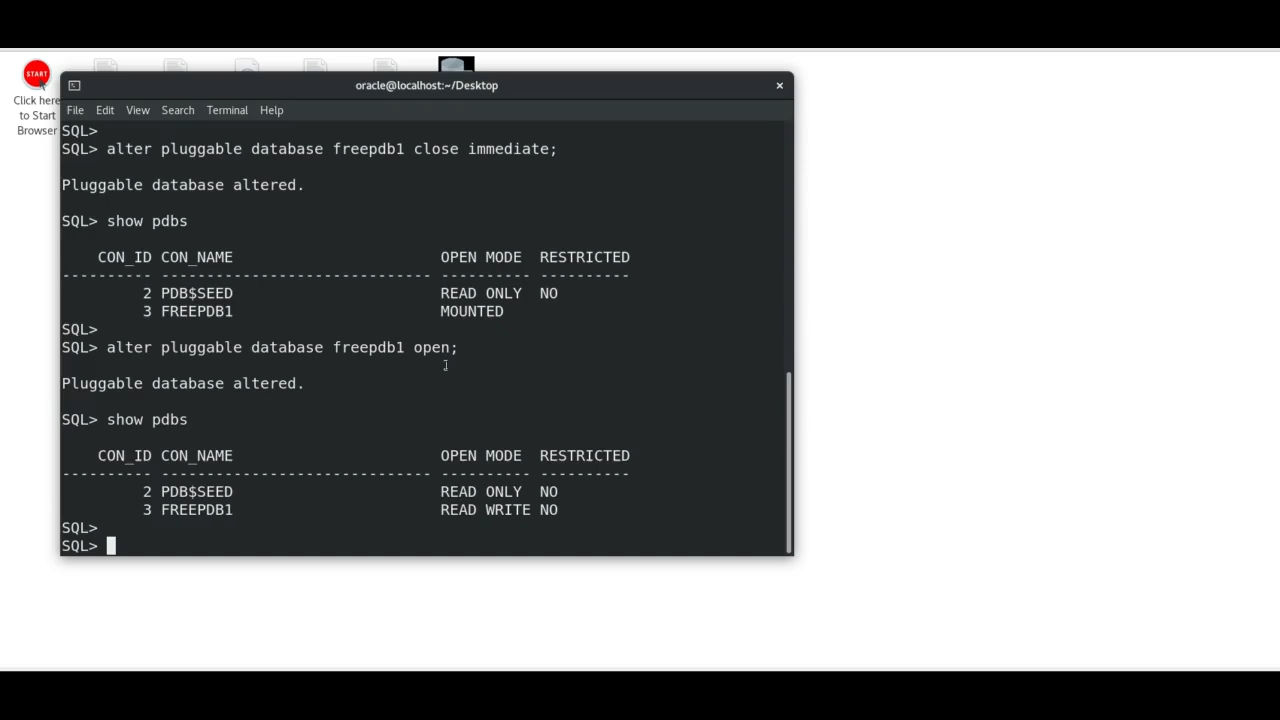 START
Click here
to Start
Browser
oracle@localhost:~/Desktop
File Edit View Search Terminal Help
SQL>
SQL> alter pluggable database freepdb1 close immediate;
Pluggable database altered.
SQL> show pdbs
CON_ID CON_NAME OPEN MODE RESTRICTED
---------- ------------------------------ ---------- ----------
2 PDB$SEED READ ONLY NO
3 FREEPDB1 MOUNTED
SQL>
SQL> alter pluggable database freepdb1 open;
Pluggable database altered.
SQL> show pdbs
CON_ID CON_NAME OPEN MODE RESTRICTED
---------- ------------------------------ ---------- ----------
2 PDB$SEED READ ONLY NO
3 FREEPDB1 READ WRITE NO
SQL>
SQL>